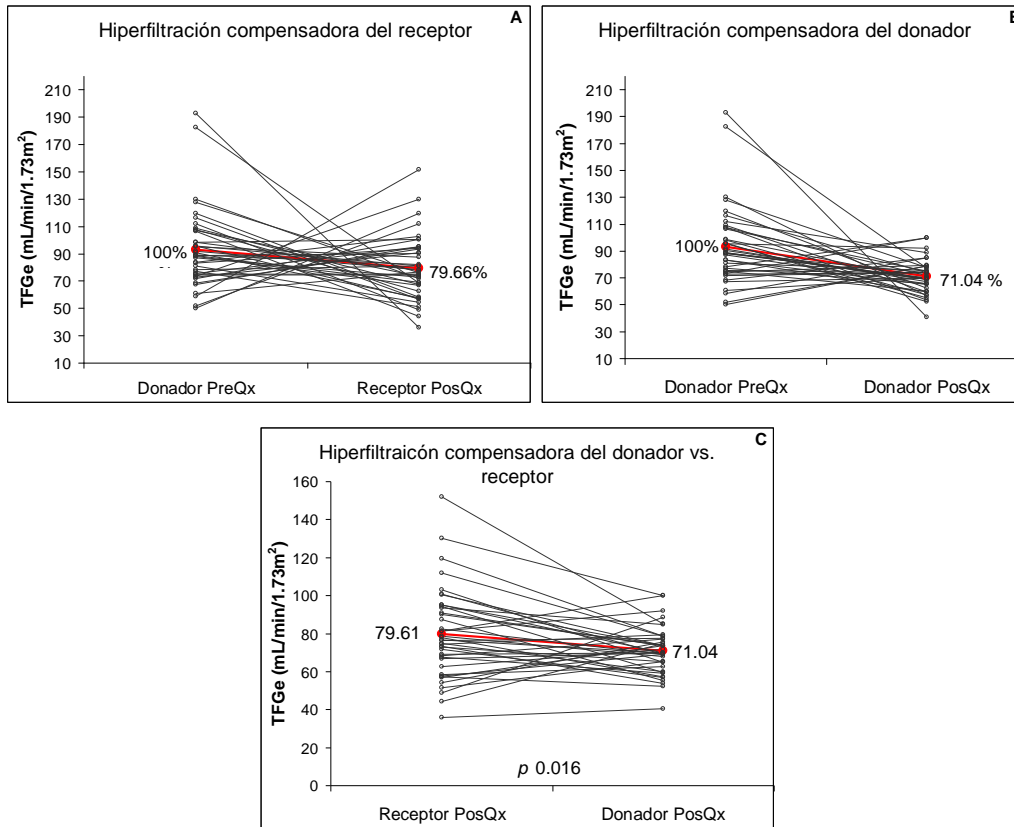 A
Hiperfiltración compensadora del receptor
TFGe (mL/min/1.73m²)
210
190
170
150
130
110
90
70
50
30
10
100%
79.66%
Donador PreQx
Receptor PosQx
Hiperfiltración compensadora del donador
TFGe (mL/min/1.73m²)
210
190
170
150
130
110
90
70
50
30
10
100%
71.04 %
Donador PreQx
Donador PosQx
C
Hiperfiltraicón compensadora del donador vs.
receptor
TFGe (mL/min/1.73m²)
160
140
120
100
80
60
40
20
0
79.61
71.04
p 0.016
Receptor PosQx
Donador PosQx